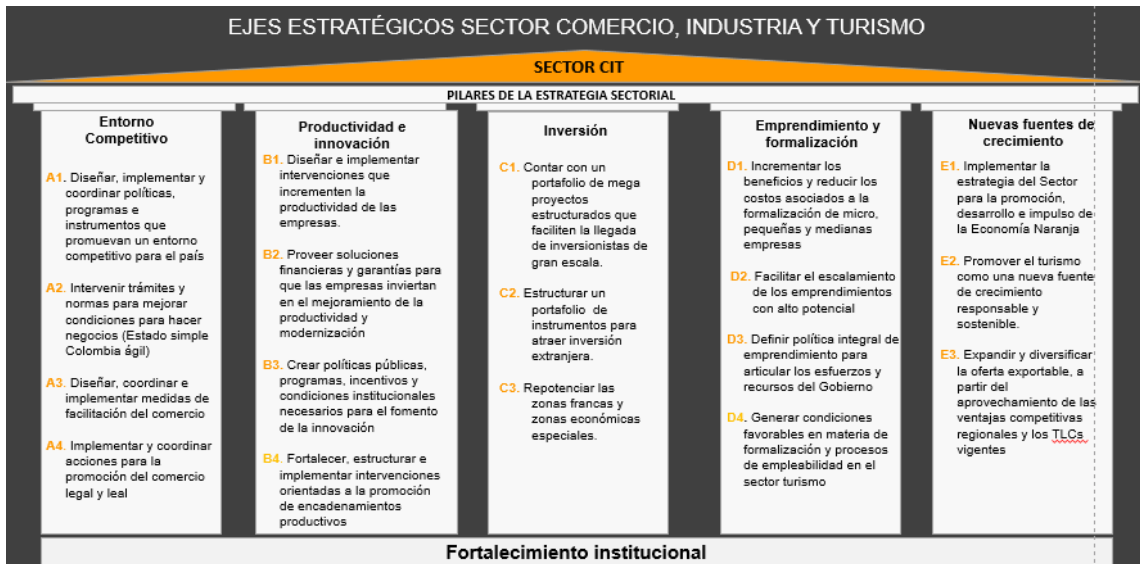 EJES ESTRATÉGICOS SECTOR COMERCIO, INDUSTRIA Y TURISMO
SECTOR CIT
PILARES DE LA ESTRATEGIA SECTORIAL
Entorno
Competitivo
A1. Diseñar, implementar y
coordinar políticas,
programas e
instrumentos que
promuevan un entorno
competitivo para el país
A2. Intervenir trámites y
normas para mejorar
condiciones para hacer
negocios (Estado simple
Colombia ágil)
A3. Diseñar, coordinar e
implementar medidas de
facilitación del comercio
A4. Implementar y coordinar
acciones para la
promoción del comercio
legal y leal
Productividad e
innovación
B1. Diseñar e implementar
intervenciones que
incrementen la
productividad de las
empresas.
B2. Proveer soluciones
financieras y garantías para
que las empresas inviertan
en el mejoramiento de la
productividad y
modernización
B3. Crear políticas públicas,
programas, incentivos y
condiciones institucionales
necesarios para el fomento
de la innovación
B4. Fortalecer, estructurar e
implementar intervenciones
orientadas a la promoción
de encadenamientos
productivos
Inversión
C1. Contar con un
portafolio de mega
proyectos
estructurados que
faciliten la llegada
de inversionistas de
gran escala.
C2. Estructurar un
portafolio de
instrumentos para
atraer inversión
extranjera.
C3. Repotenciar las
zonas francas y
zonas económicas
especiales.
Emprendimiento y
formalización
D1. Incrementar los
beneficios y reducir los
costos asociados a la
formalización de micro,
pequeñas y medianas
empresas
D2. Facilitar el escalamiento
de los emprendimientos
con alto potencial
D3. Definir política integral de
emprendimiento para
articular los esfuerzos y
recursos del Gobierno
D4. Generar condiciones
favorables en materia de
formalización y procesos
de empleabilidad en el
sector turismo
Nuevas fuentes de
crecimiento
E1. Implementar la
estrategia del Sector
para la promoción,
desarrollo e impulso de
la Economía Naranja
E2. Promover el turismo
como una nueva fuente
de crecimiento
responsable y
sostenible.
E3. Expandir y diversificar
la oferta exportable, a
partir del
aprovechamiento de las
ventajas competitivas
regionales y los TLCs
vigentes
Fortalecimiento institucional